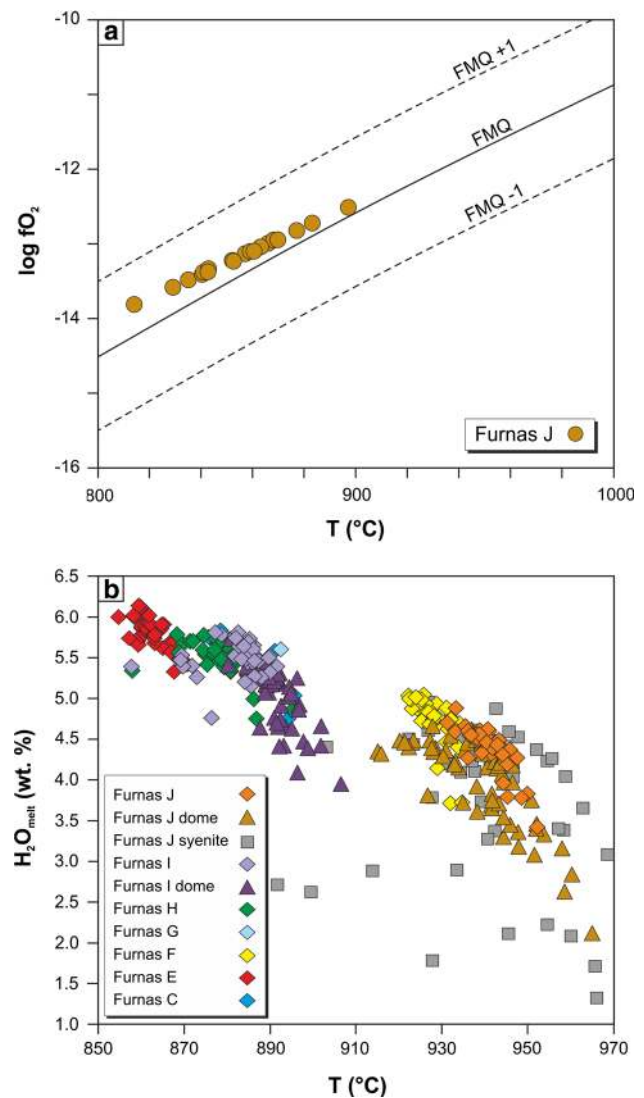 a
-10
-12
-14
-16
log fO₂
FMQ +1
FMQ
FMQ -1
Furnas J
800
900
1000
T (°C)
b
6.5
6.0
5.5
5.0
4.5
4.0
3.5
3.0
2.5
2.0
1.5
1.0
H₂Omelt (wt. %)
Furnas J
Furnas J dome
Furnas J syenite
Furnas I
Furnas I dome
Furnas H
Furnas G
Furnas F
Furnas E
Furnas C
850
870
890
910
930
950
970
T (°C)